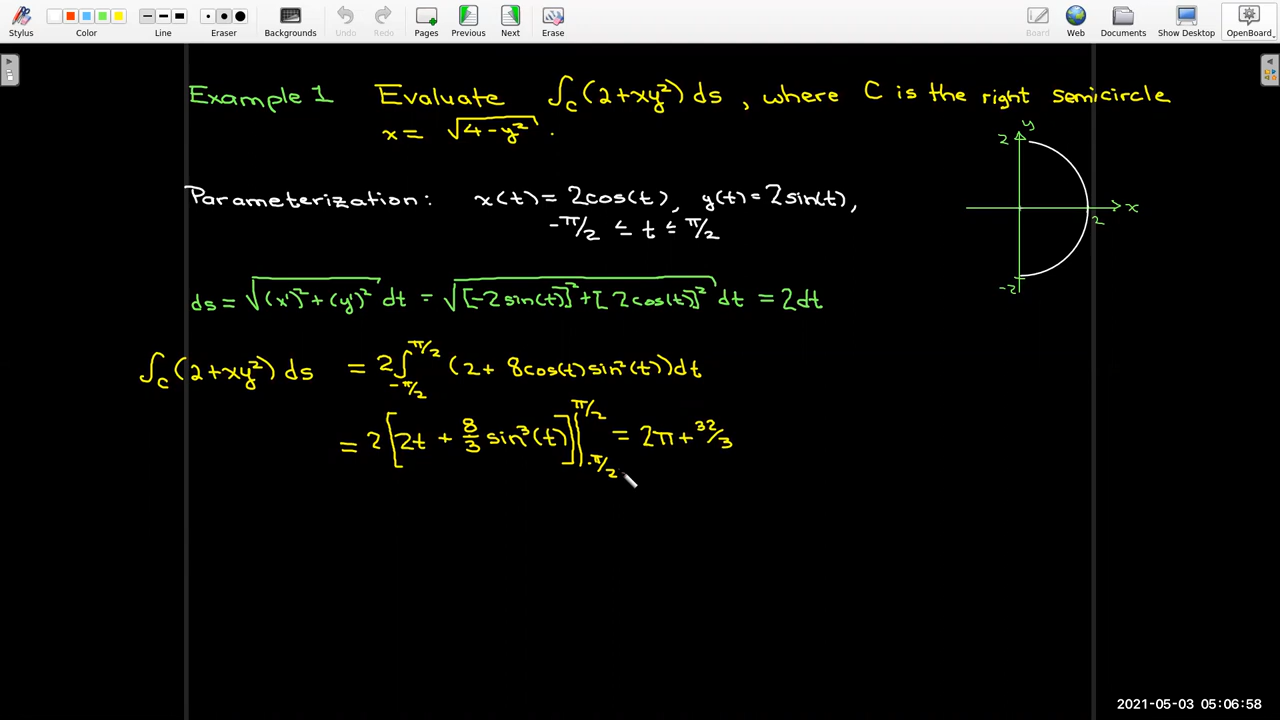 Stylus Color Line Eraser Backgrounds Undo Redo Pages Previous Next Erase Board Web Documents Show Desktop OpenBoard
Example 1 Evaluate ∫_C (2+xy²) ds , where C is the right semicircle
x = √(4-y²) .
y
2
x
2
-2
Parameterization: x(t) = 2cos(t), y(t) = 2sin(t),
-π/2 ≤ t ≤ π/2
ds = √((x')² + (y')²) dt = √([-2sin(t)]² + [2cos(t)]²) dt = 2dt
∫_C (2+xy²) ds = 2∫_{-π/2}^{π/2} (2 + 8cos(t)sin²(t))dt
= 2[2t + 8/3 sin³(t)]|_{-π/2}^{π/2} = 2π + 32/3
2021-05-03 05:06:58